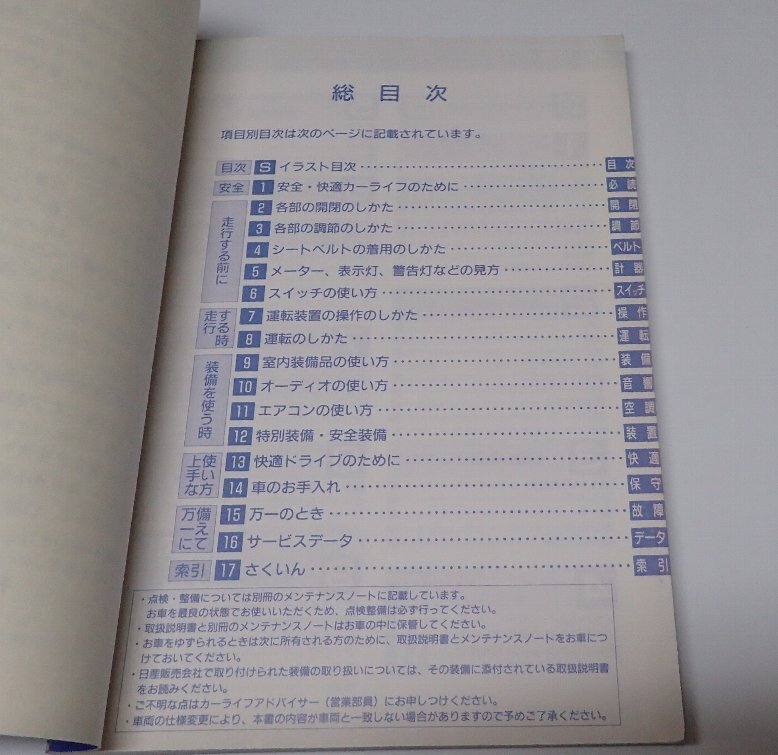 総目次
項目別目次は次のページに記載されています。
目次 S イラスト目次 目次
安全 1 安全・快適カーライフのために 必読
走行する前に
2 各部の開閉のしかた 開閉
3 各部の調節のしかた 調節
4 シートベルトの着用のしかた ベルト
5 メーター、表示灯、警告灯などの見方 計器
6 スイッチの使い方 スイッチ
走行する時
7 運転装置の操作のしかた 操作
8 運転のしかた 運転
装備を使う時
9 室内装備品の使い方 装備
10 オーディオの使い方 音響
11 エアコンの使い方 空調
12 特別装備・安全装備 装置
上手な使い方
13 快適ドライブのために 快適
14 車のお手入れ 保守
万一に備えて
15 万一のとき 故障
16 サービスデータ データ
索引 17 さくいん 索引
・点検・整備については別冊のメンテナンスノートに記載しています。
お車を最良の状態でお使いいただくため、点検整備は必ず行ってください。
・取扱説明書と別冊のメンテナンスノートはお車の中に保管してください。
・お車をゆずられるときは次に所有される方のために、取扱説明書とメンテナンスノートをお車につ
けておいてください。
・日産販売会社で取り付けられた装備の取り扱いについては、その装備に添付されている取扱説明書
をお読みください。
・ご不明な点はカーライフアドバイサー（営業部員）にお申しつけください。
・車両の仕様変更により、本書の内容が車両と一致しない場合がありますので予めご了承ください。